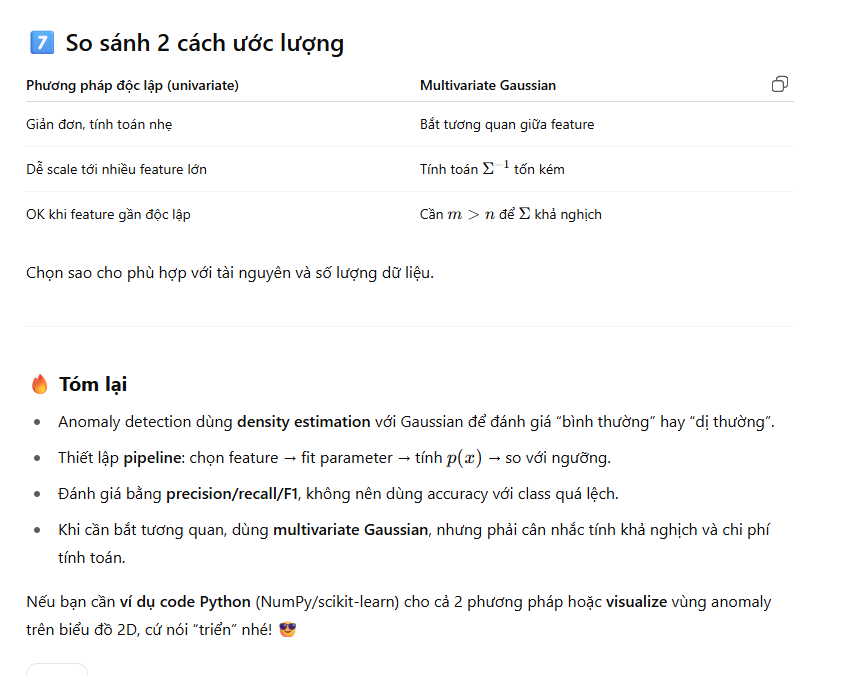 7 So sánh 2 cách ước lượng
Phương pháp độc lập (univariate) Multivariate Gaussian
Giản đơn, tính toán nhẹ Bắt tương quan giữa feature
Dễ scale tới nhiều feature lớn Tính toán Σ⁻¹ tốn kém
OK khi feature gần độc lập Cần m > n để Σ khả nghịch
Chọn sao cho phù hợp với tài nguyên và số lượng dữ liệu.
🔥 Tóm lại
• Anomaly detection dùng density estimation với Gaussian để đánh giá “bình thường” hay “dị thường”.
• Thiết lập pipeline: chọn feature → fit parameter → tính p(x) → so với ngưỡng.
• Đánh giá bằng precision/recall/F1, không nên dùng accuracy với class quá lệch.
• Khi cần bắt tương quan, dùng multivariate Gaussian, nhưng phải cân nhắc tính khả nghịch và chi phí
tính toán.
Nếu bạn cần ví dụ code Python (NumPy/scikit-learn) cho cả 2 phương pháp hoặc visualize vùng anomaly
trên biểu đồ 2D, cứ nói “triển” nhé! 😎